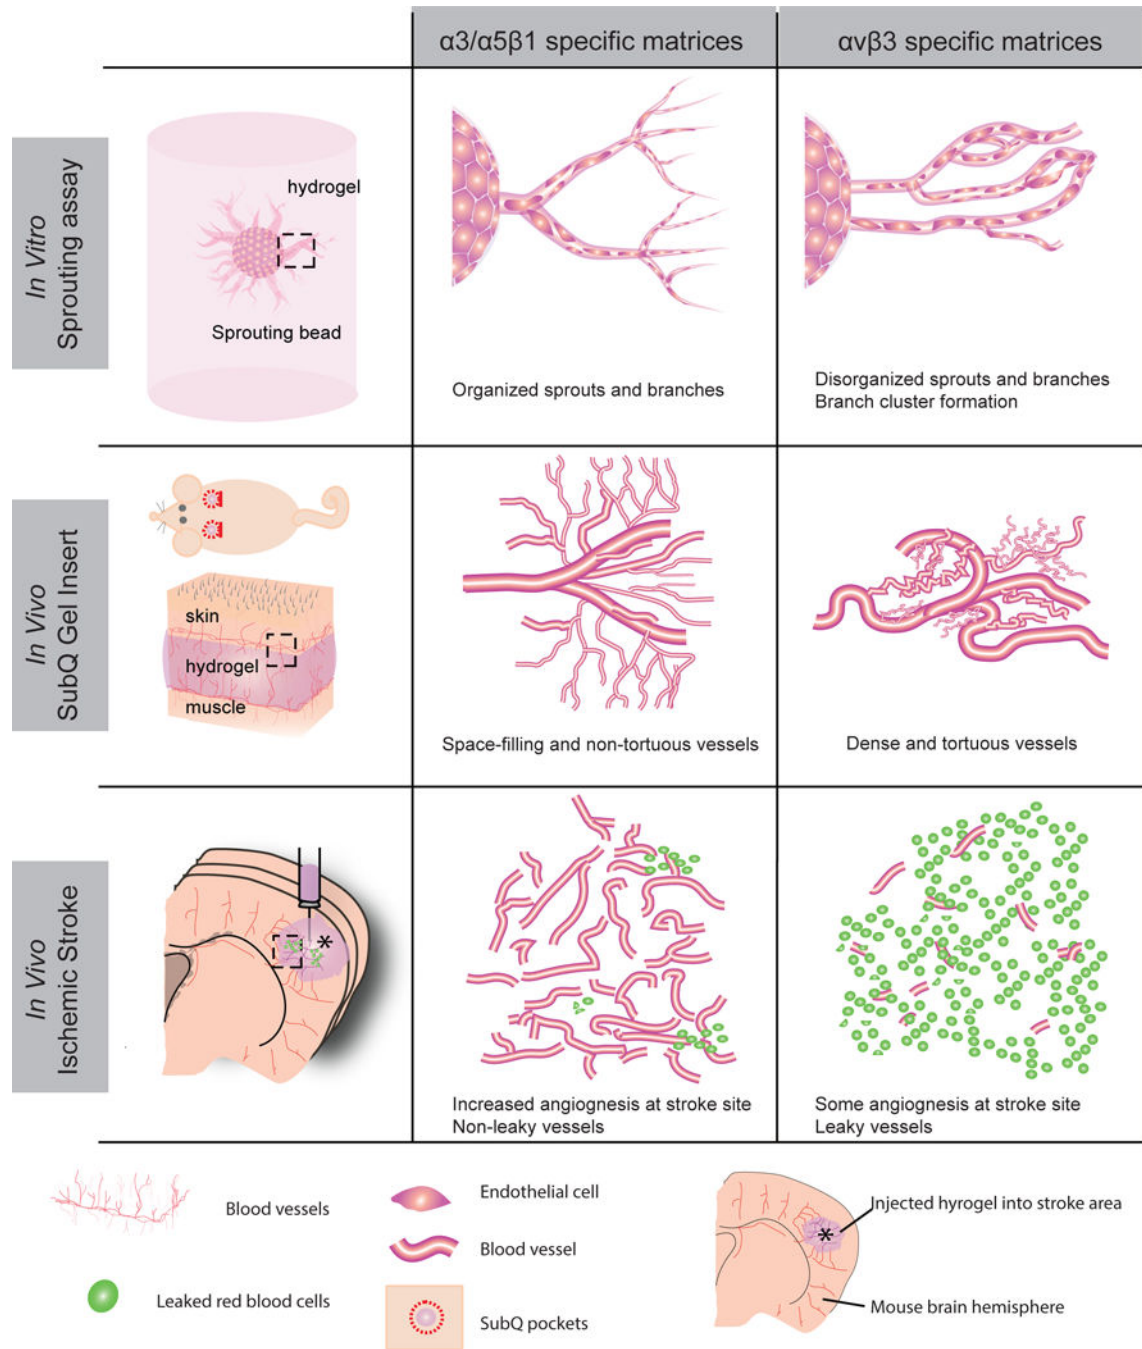 α3/α5β1 specific matrices
αvβ3 specific matrices
In Vitro
Sprouting assay
hydrogel
Sprouting bead
Organized sprouts and branches
Disorganized sprouts and branches
Branch cluster formation
In Vivo
SubQ Gel Insert
skin
hydrogel
muscle
Space-filling and non-tortuous vessels
Dense and tortuous vessels
In Vivo
Ischemic Stroke
*
Increased angiognesis at stroke site
Non-leaky vessels
Some angiognesis at stroke site
Leaky vessels
Blood vessels
Endothelial cell
Injected hyrogel into stroke area
Blood vessel
*
Leaked red blood cells
SubQ pockets
Mouse brain hemisphere